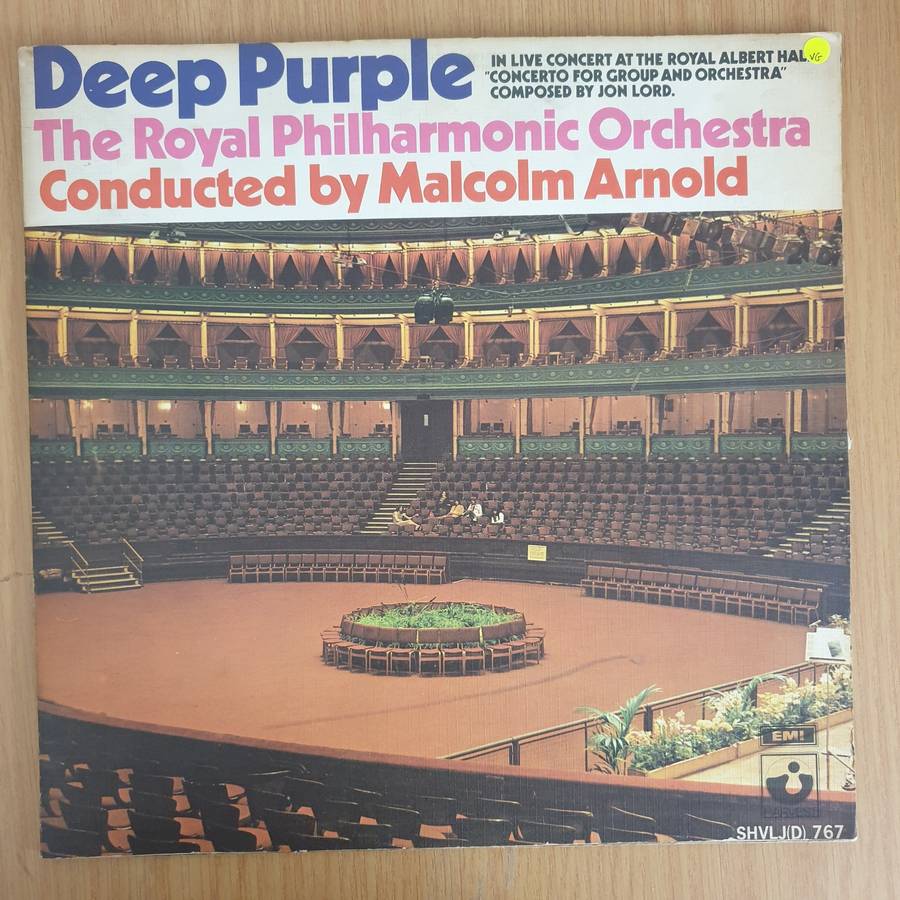 Deep Purple
IN LIVE CONCERT AT THE ROYAL ALBERT HAL
"CONCERTO FOR GROUP AND ORCHESTRA"
COMPOSED BY JON LORD.
VG
The Royal Philharmonic Orchestra
Conducted by Malcolm Arnold
EMI
SHVLJ(D) 767